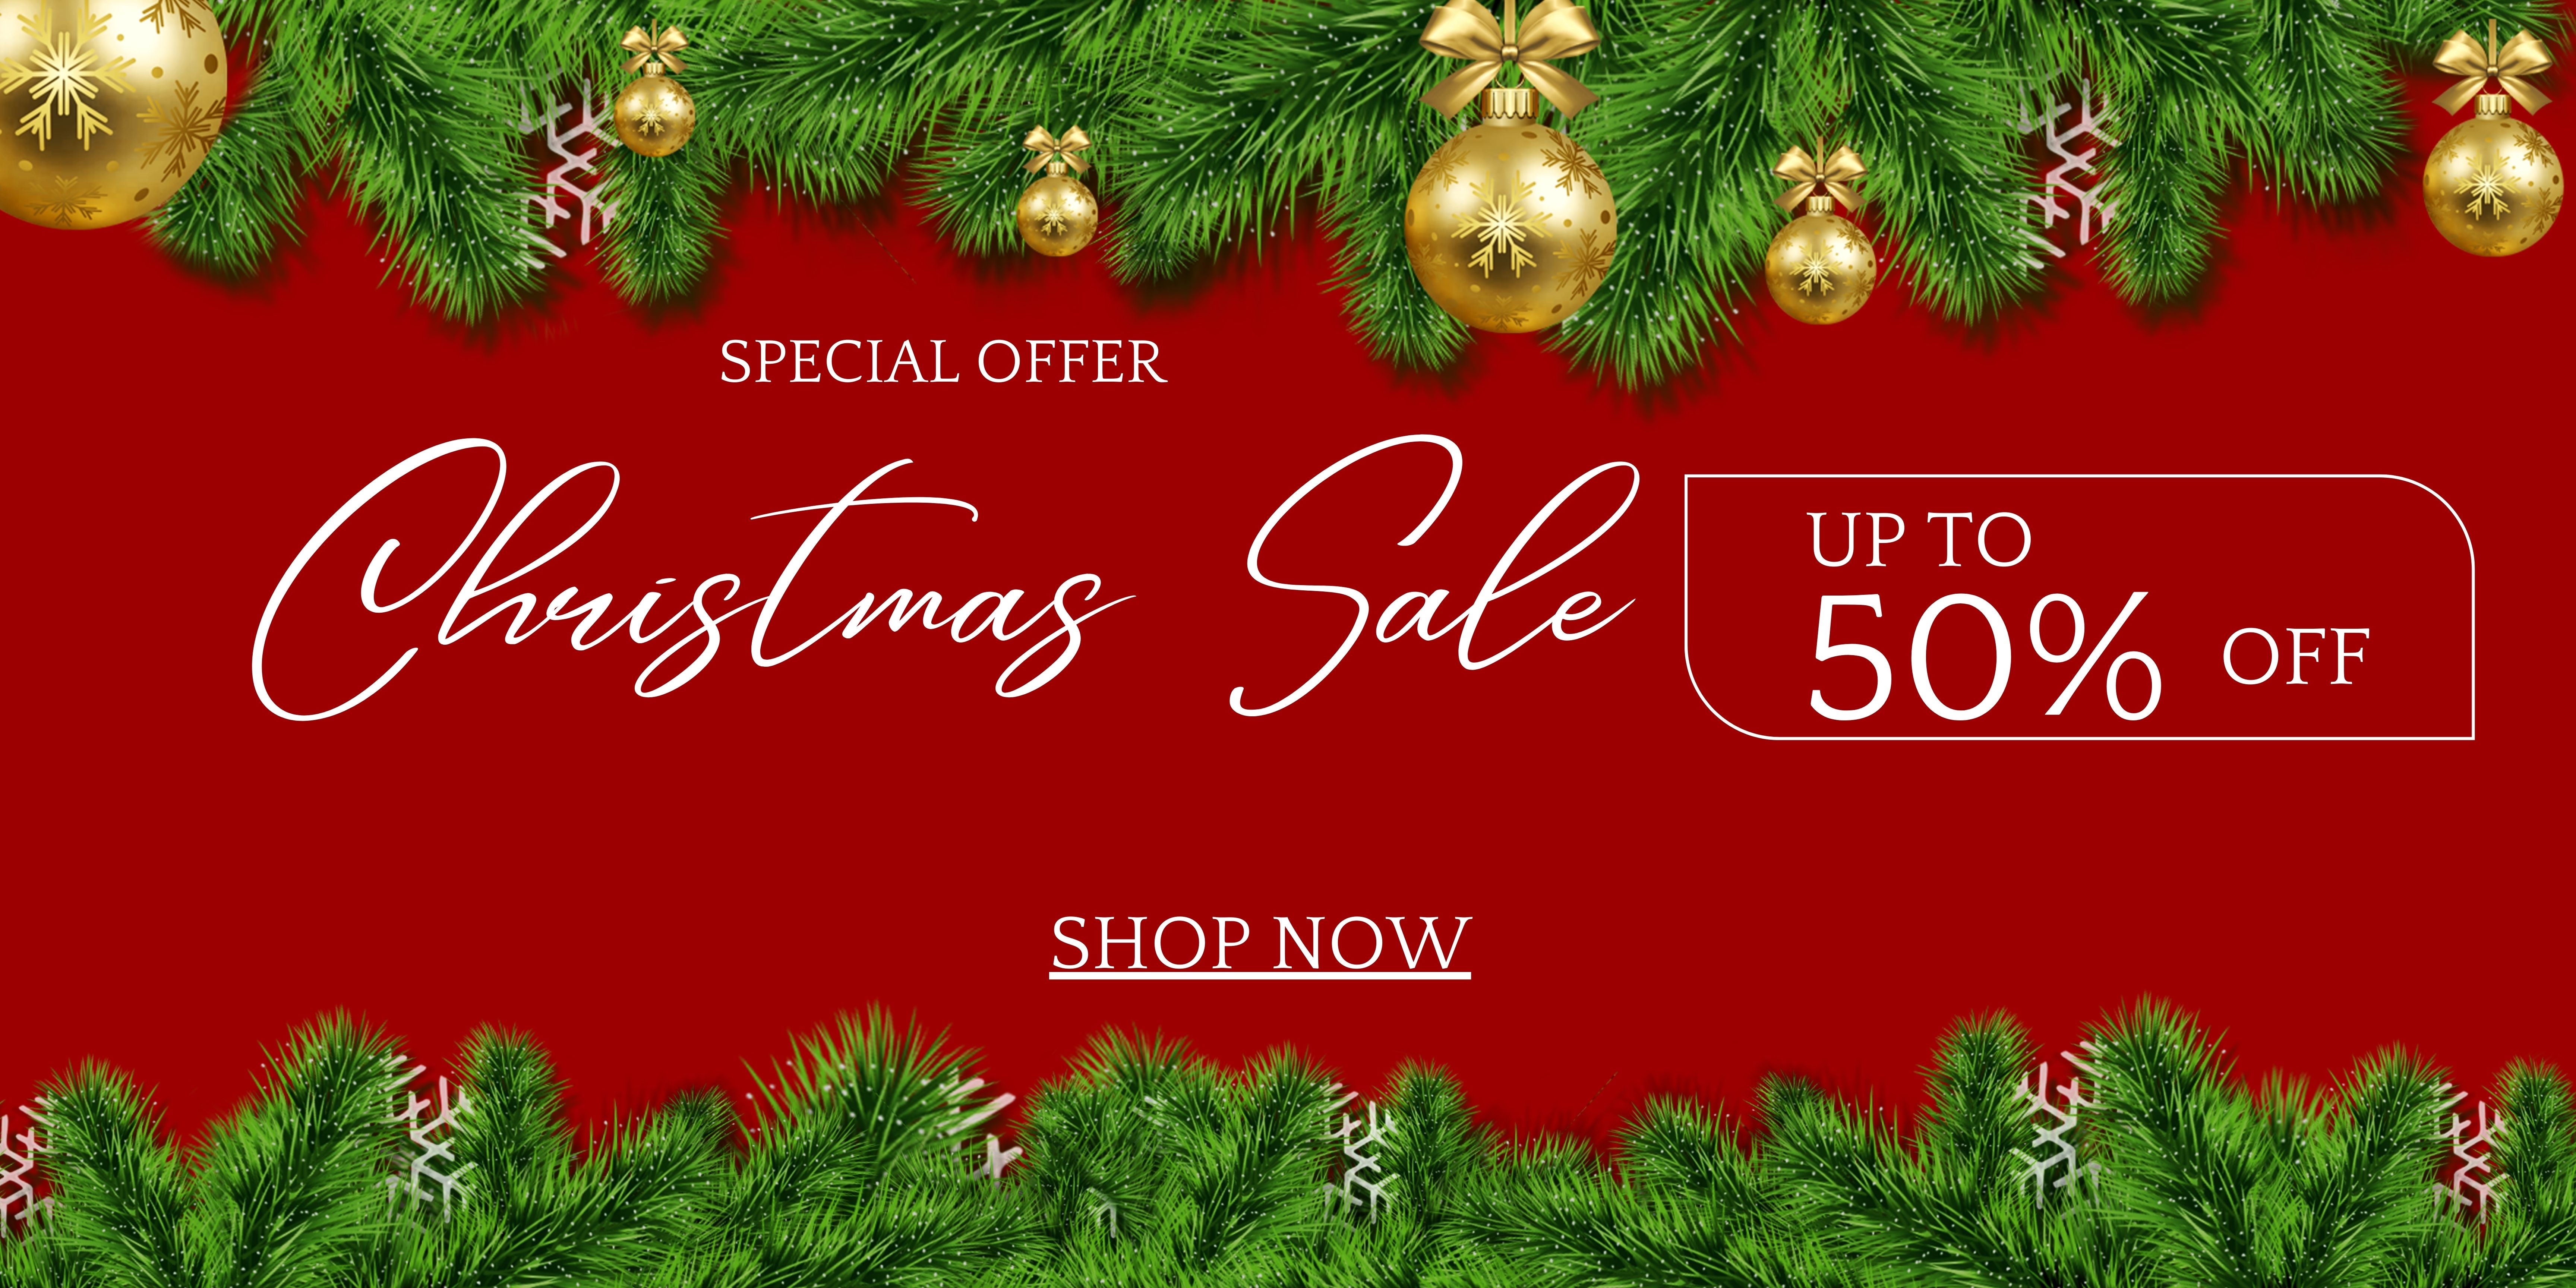 SPECIAL OFFER
Christmas Sale
UP TO
50% OFF
SHOP NOW